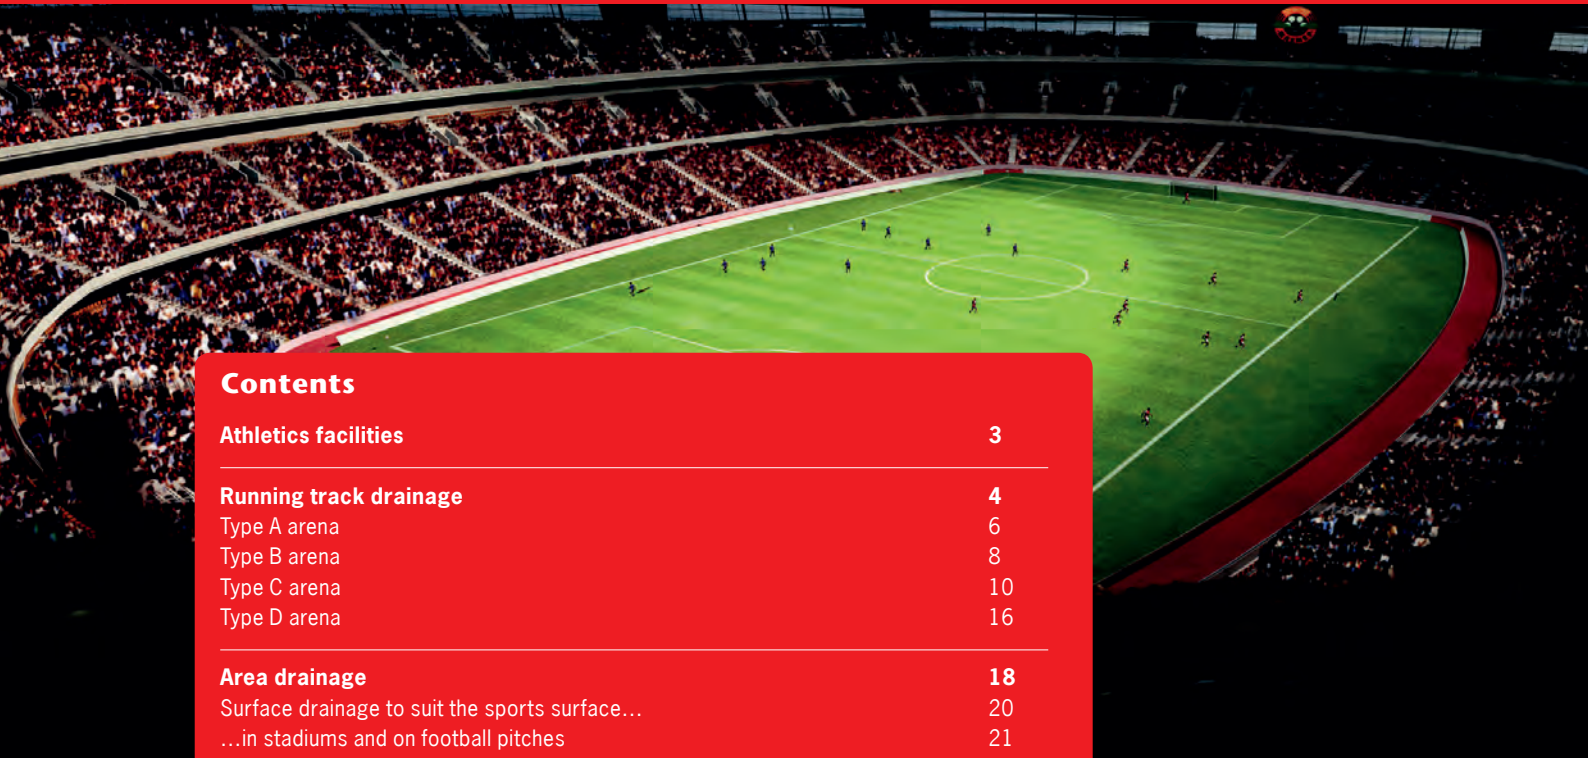 Contents
Athletics facilities 3
Running track drainage 4
Type A arena 6
Type B arena 8
Type C arena 10
Type D arena 16
Area drainage 18
Surface drainage to suit the sports surface… 20
…in stadiums and on football pitches 21